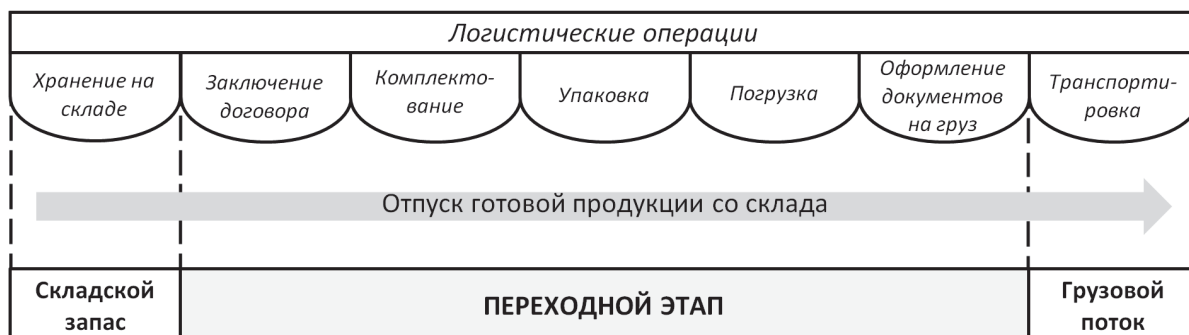 Логистические операции
Хранение на
складе
Заключение
договора
Комплекто-
вание
Упаковка
Погрузка
Оформление
документов
на груз
Транспорти-
ровка
Отпуск готовой продукции со склада
Складской
запас
ПЕРЕХОДНОЙ ЭТАП
Грузовой
поток